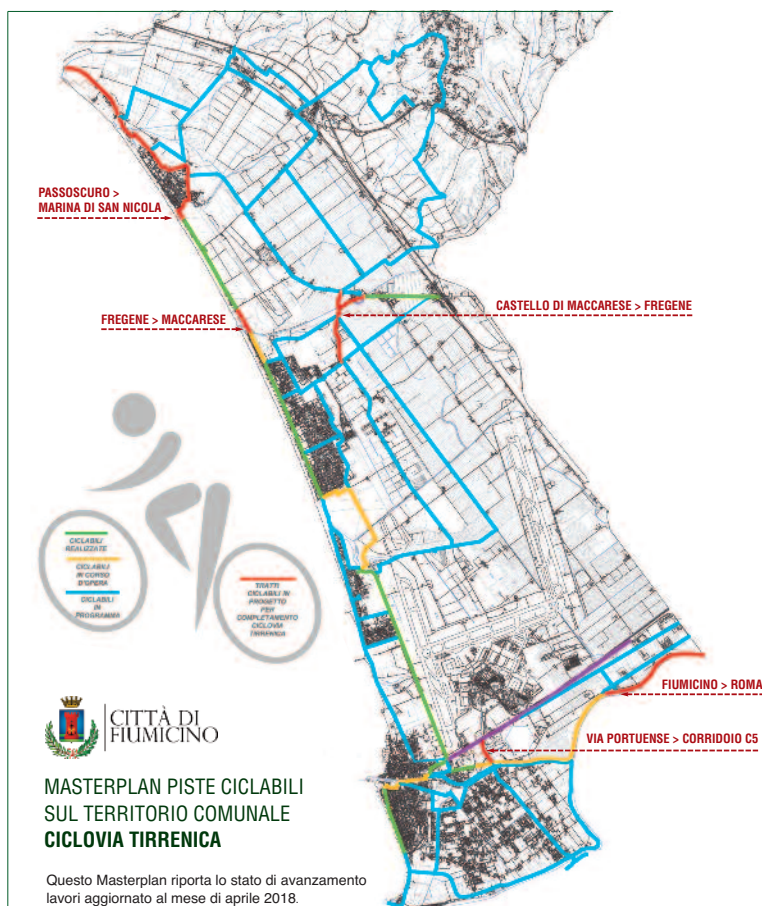 PASSOSCURO >
MARINA DI SAN NICOLA
FREGENE > MACCARESE
CASTELLO DI MACCARESE > FREGENE
CICLABILI
REALIZZATE
CICLABILI
IN CORSO
D'OPERA
CICLABILI
IN
PROGRAMMA
TRATTI
CICLABILI IN
PROGETTO
PER
COMPLETAMENTO
CICLOVIA
TIRRENICA
FIUMICINO > ROMA
VIA PORTUENSE > CORRIDOIO C5
CITTÀ DI
FIUMICINO
MASTERPLAN PISTE CICLABILI
SUL TERRITORIO COMUNALE
CICLOVIA TIRRENICA
Questo Masterplan riporta lo stato di avanzamento
lavori aggiornato al mese di aprile 2018.